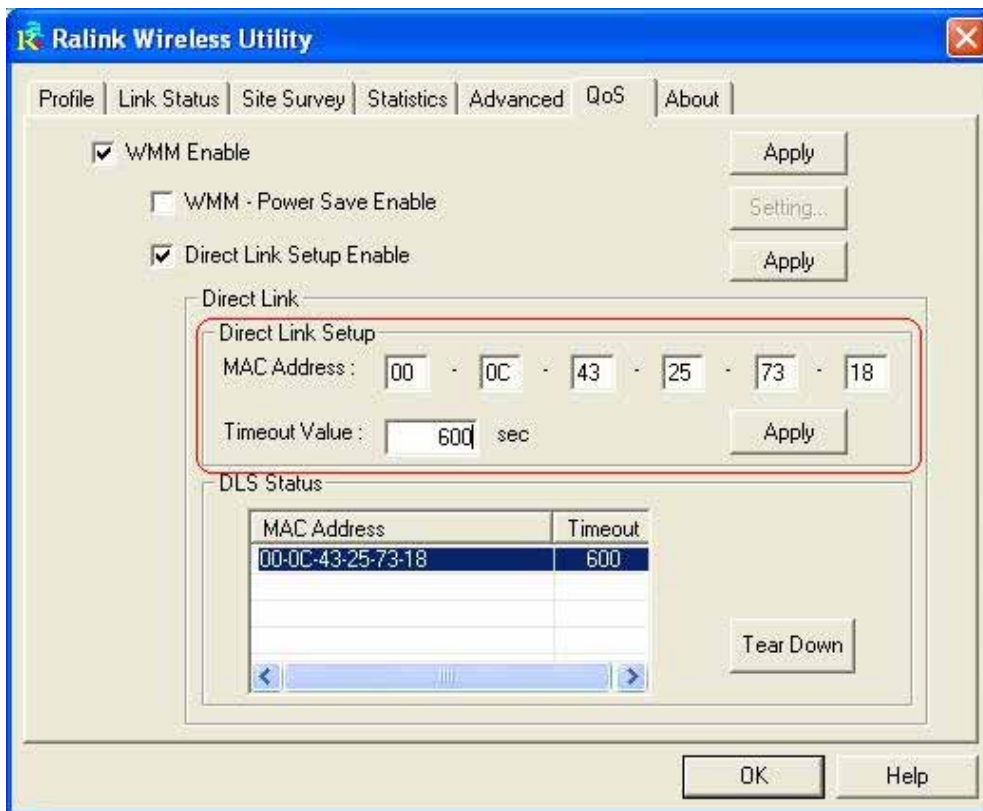 Ralink Wireless Utility
Profile Link Status Site Survey Statistics Advanced QoS About
WMM Enable Apply
WMM - Power Save Enable Setting...
Direct Link Setup Enable Apply
Direct Link
Direct Link Setup
MAC Address : 00 - 0C - 43 - 25 - 73 - 18
Timeout Value : 600 sec Apply
DLS Status
MAC Address Timeout
00-0C-43-25-73-18 600
Tear Down
OK Help